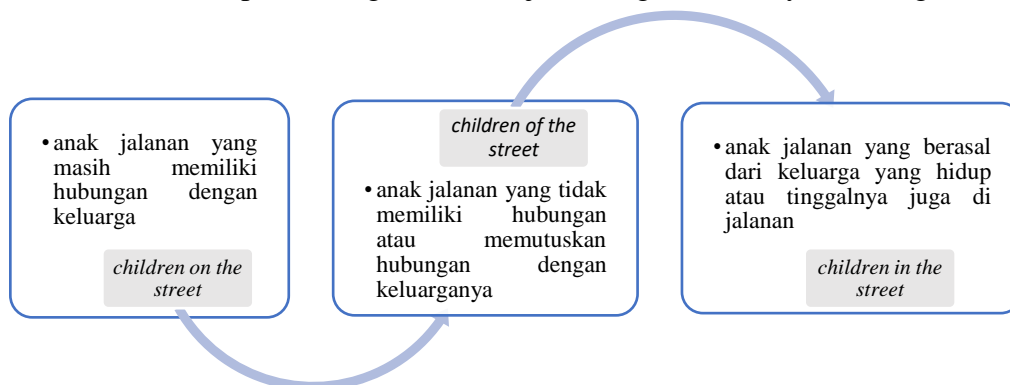 • anak jalanan yang
masih memiliki
hubungan dengan
keluarga
children on the
street
children of the
street
• anak jalanan yang tidak
memiliki hubungan
atau memutuskan
hubungan dengan
keluarganya
• anak jalanan yang berasal
dari keluarga yang hidup
atau tinggalnya juga di
jalanan
children in the
street